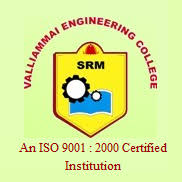 VALLIAMMAI ENGINEERING COLLEGE
SRM
An ISO 9001 : 2000 Certified
Institution